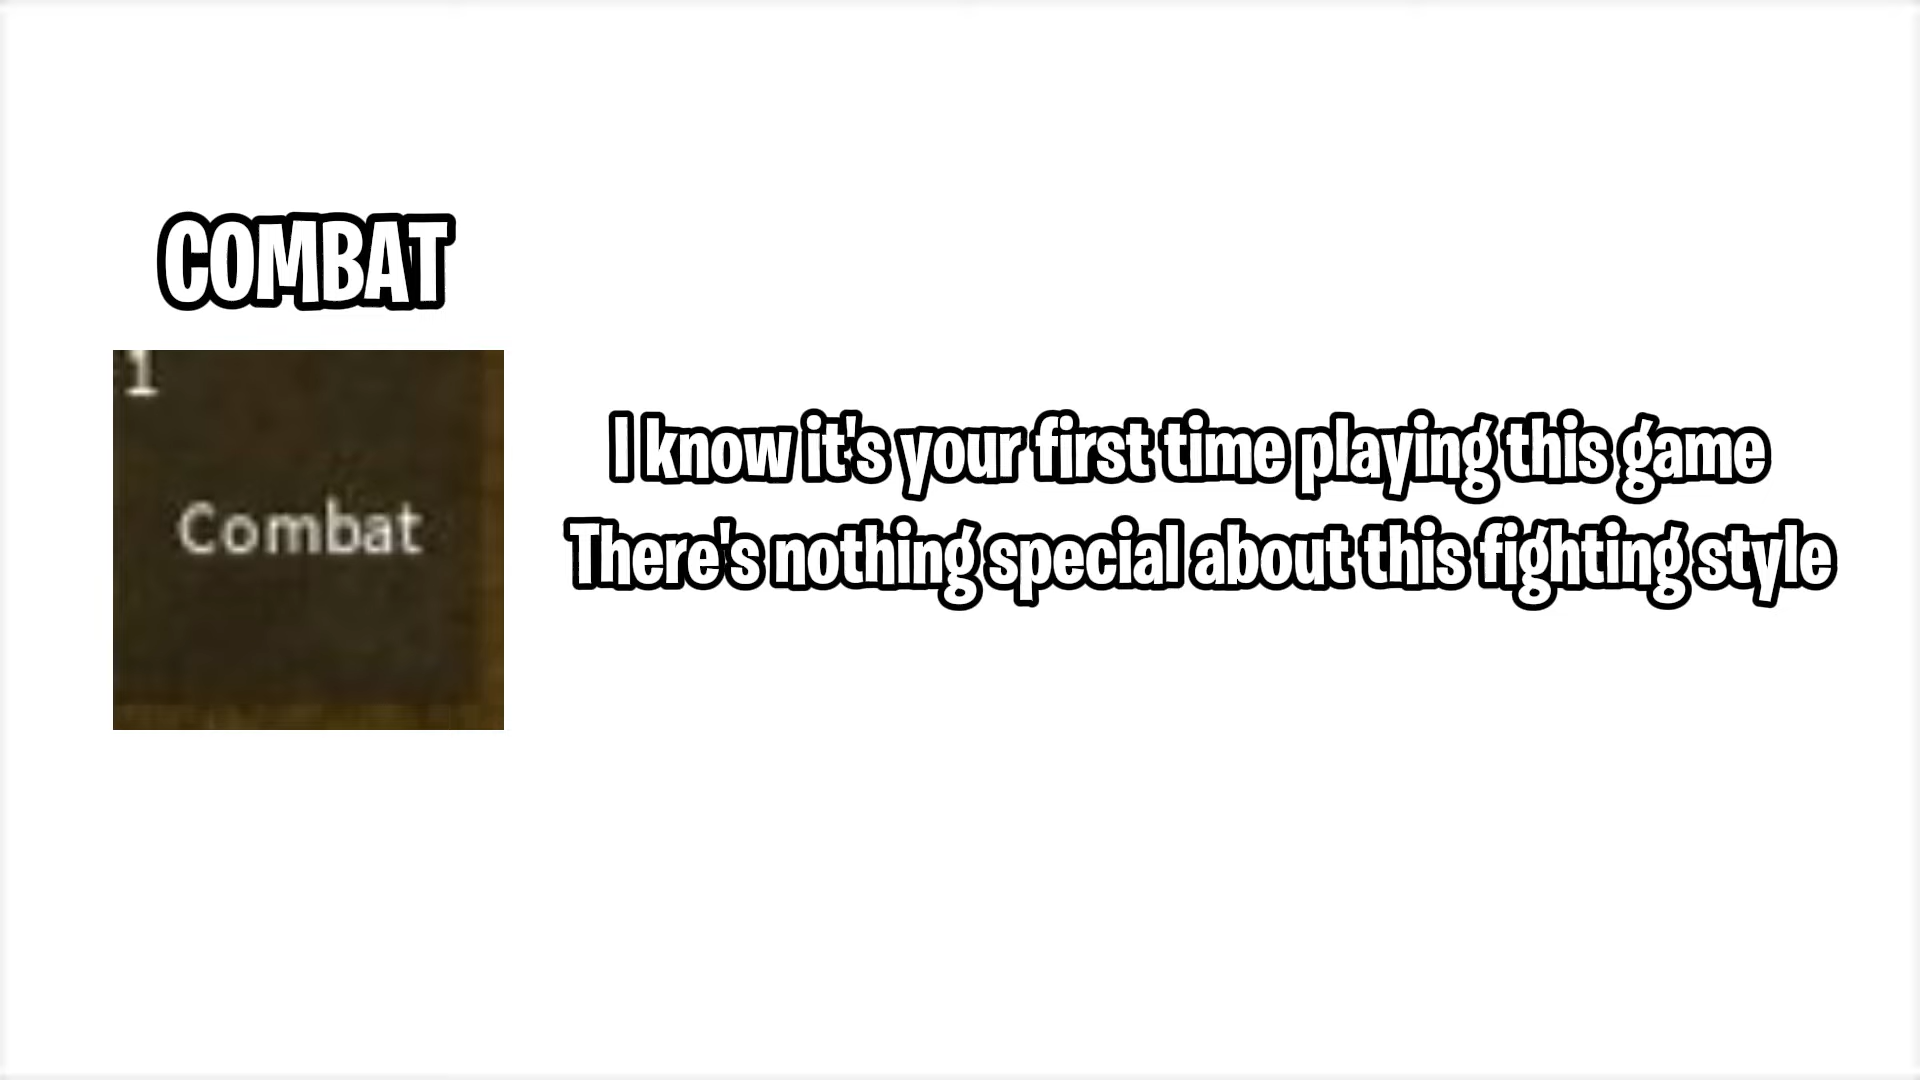 COMBAT
1
Combat
I know it's your first time playing this game
There's nothing special about this fighting style